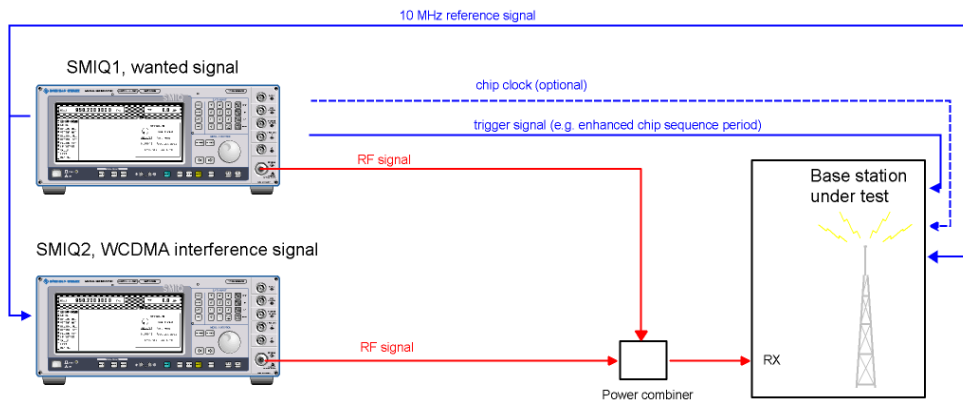 10 MHz reference signal
SMIQ1, wanted signal
chip clock (optional)
trigger signal (e.g. enhanced chip sequence period)
RF signal
Base station
under test
SMIQ2, WCDMA interference signal
RF signal
RX
Power combiner